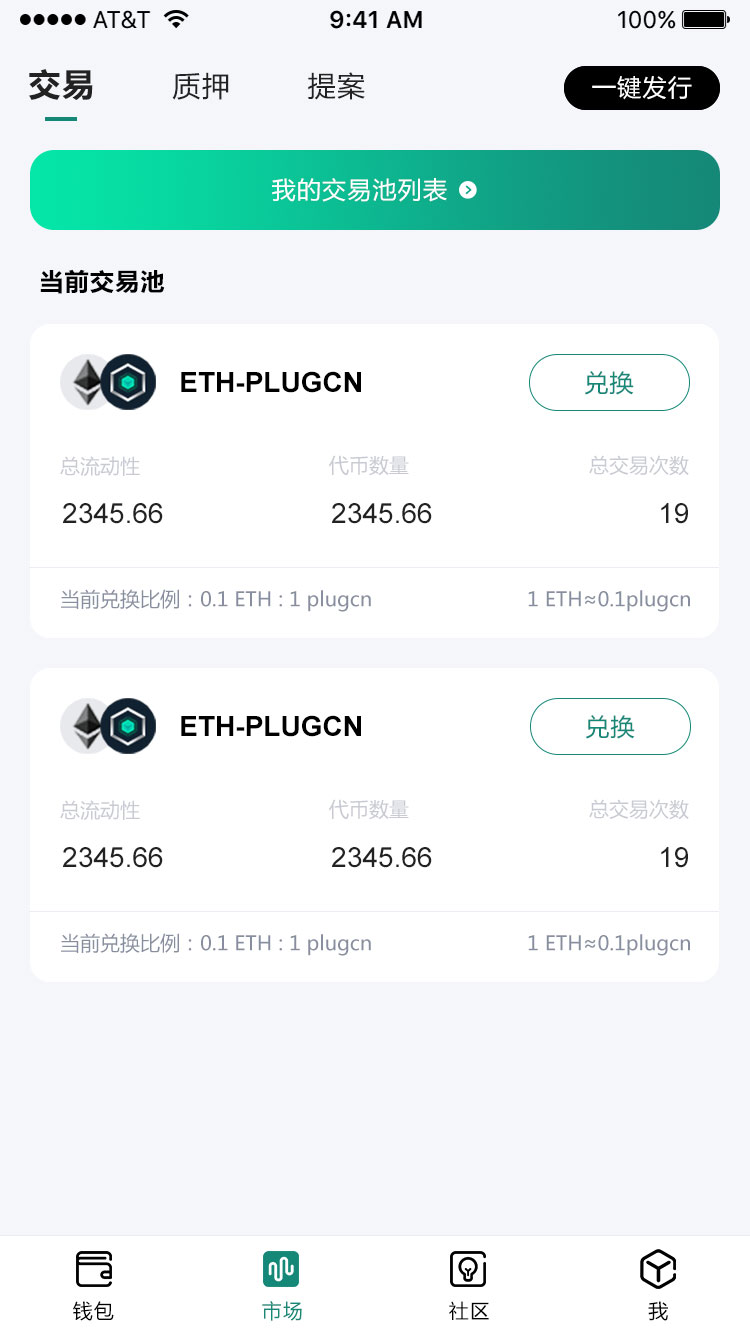 AT&T 9:41 AM 100%
交易 质押 提案 一键发行
我的交易池列表
当前交易池
ETH-PLUGCN 兑换
总流动性 代币数量 总交易次数
2345.66 2345.66 19
当前兑换比例：0.1 ETH : 1 plugcn 1 ETH≈0.1plugcn
ETH-PLUGCN 兑换
总流动性 代币数量 总交易次数
2345.66 2345.66 19
当前兑换比例：0.1 ETH : 1 plugcn 1 ETH≈0.1plugcn
钱包 市场 社区 我